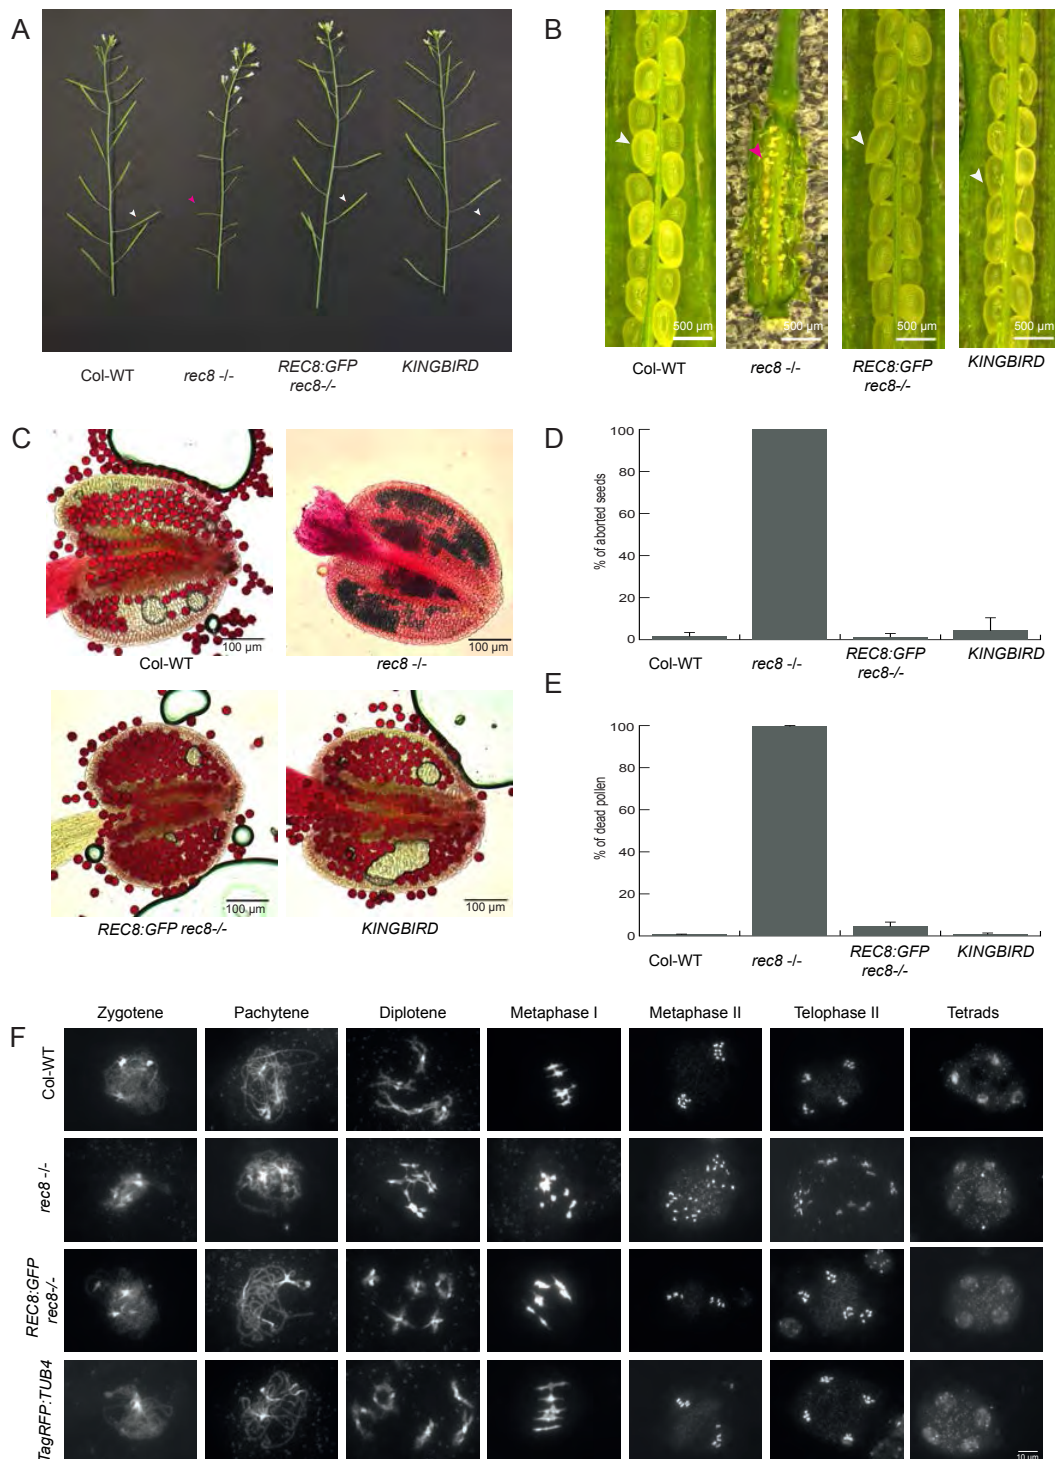 A
Col-WT
rec8 -/-
REC8:GFP
rec8-/-
KINGBIRD
B
500 µm
500 µm
500 µm
500 µm
Col-WT
rec8 -/-
REC8:GFP
rec8-/-
KINGBIRD
C
100 µm
Col-WT
100 µm
rec8 -/-
100 µm
REC8:GFP rec8-/-
100 µm
KINGBIRD
D
% of aborted seeds
100
80
60
40
20
0
Col-WT
rec8 -/-
REC8:GFP
rec8-/-
KINGBIRD
E
% of dead pollen
100
80
60
40
20
0
Col-WT
rec8 -/-
REC8:GFP
rec8-/-
KINGBIRD
F
Zygotene
Pachytene
Diplotene
Metaphase I
Metaphase II
Telophase II
Tetrads
Col-WT
rec8 -/-
REC8:GFP
rec8-/-
TagRFP:TUB4
10 µm